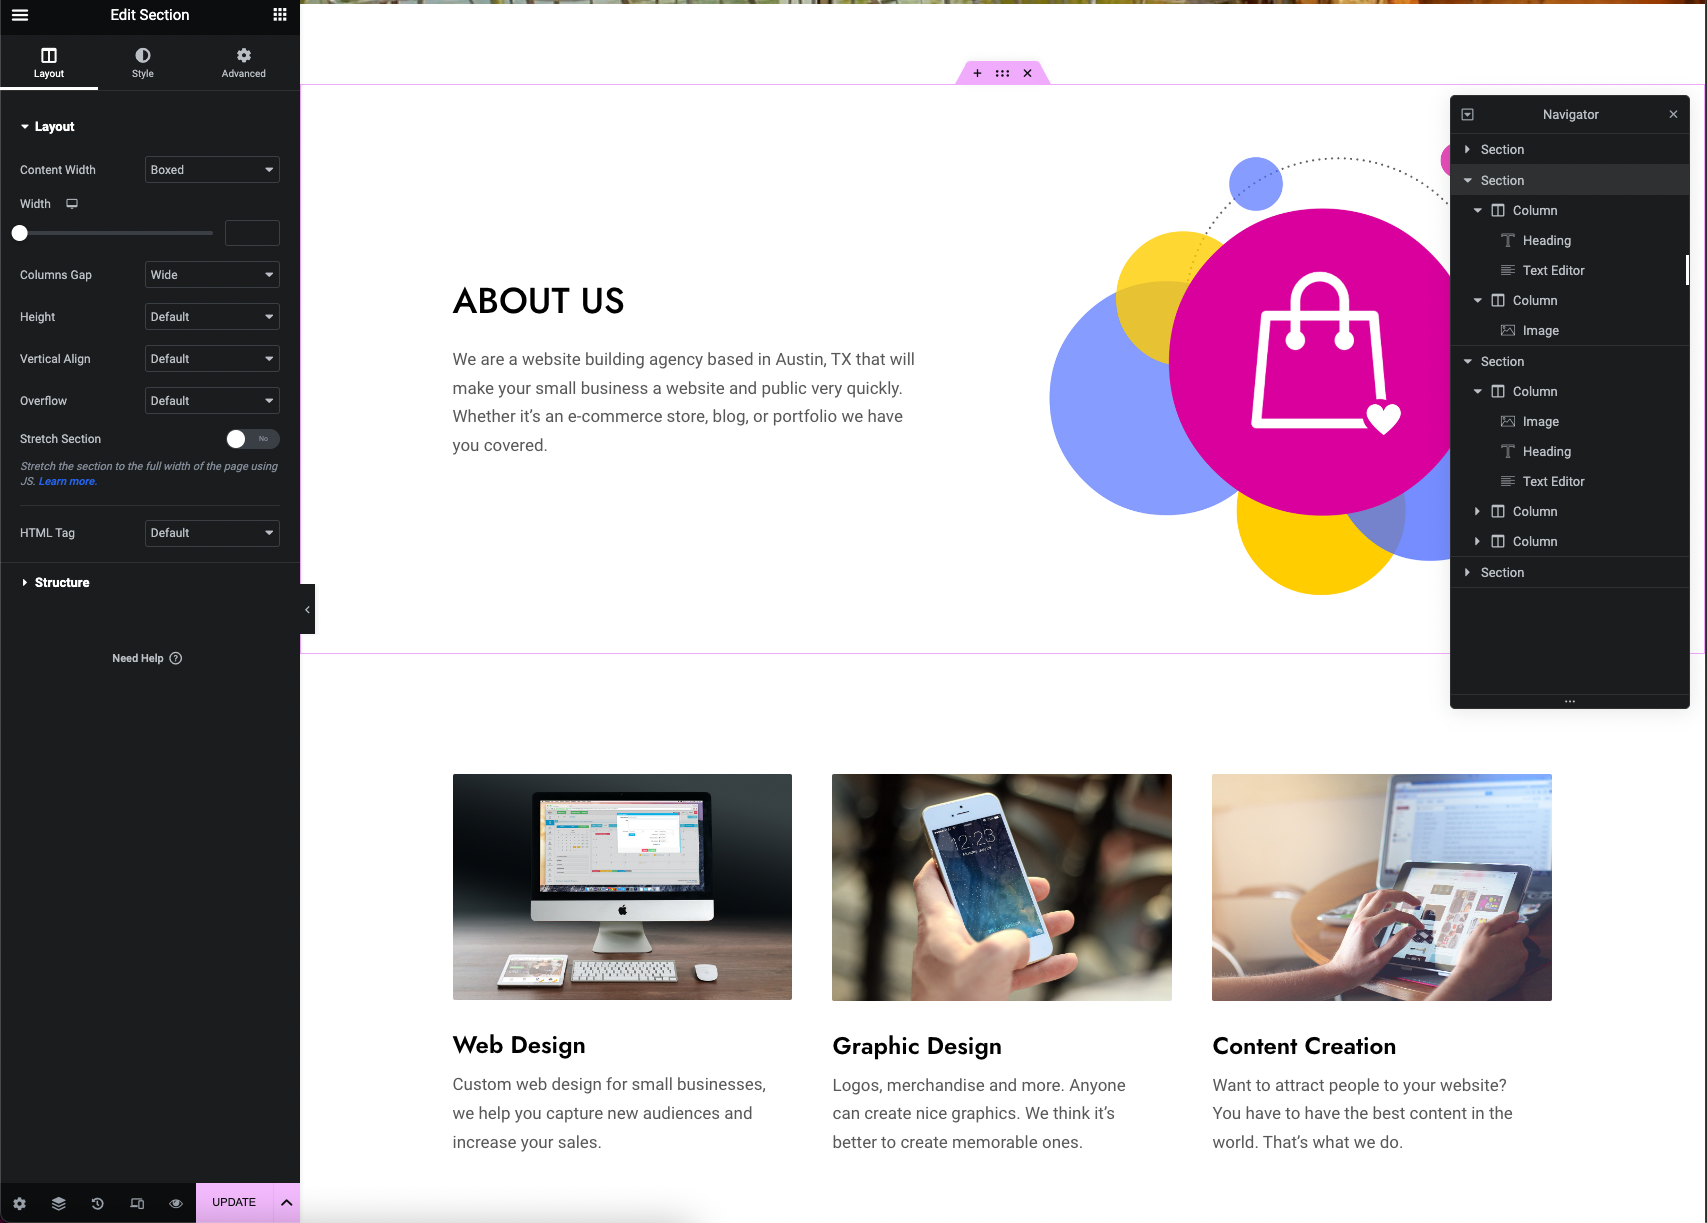 Edit Section
Layout
Style
Advanced
Layout
Content Width
Boxed
Width
Columns Gap
Wide
Height
Default
Vertical Align
Default
Overflow
Default
Stretch Section
No
Stretch the section to the full width of the page using
JS. Learn more.
HTML Tag
Default
Structure
Need Help
UPDATE
ABOUT US
We are a website building agency based in Austin, TX that will
make your small business a website and public very quickly.
Whether it’s an e-commerce store, blog, or portfolio we have
you covered.
Navigator
Section
Section
Column
Heading
Text Editor
Column
Image
Section
Column
Image
Heading
Text Editor
Column
Column
Section
12:23
Web Design
Custom web design for small businesses,
we help you capture new audiences and
increase your sales.
Graphic Design
Logos, merchandise and more. Anyone
can create nice graphics. We think it’s
better to create memorable ones.
Content Creation
Want to attract people to your website?
You have to have the best content in the
world. That’s what we do.